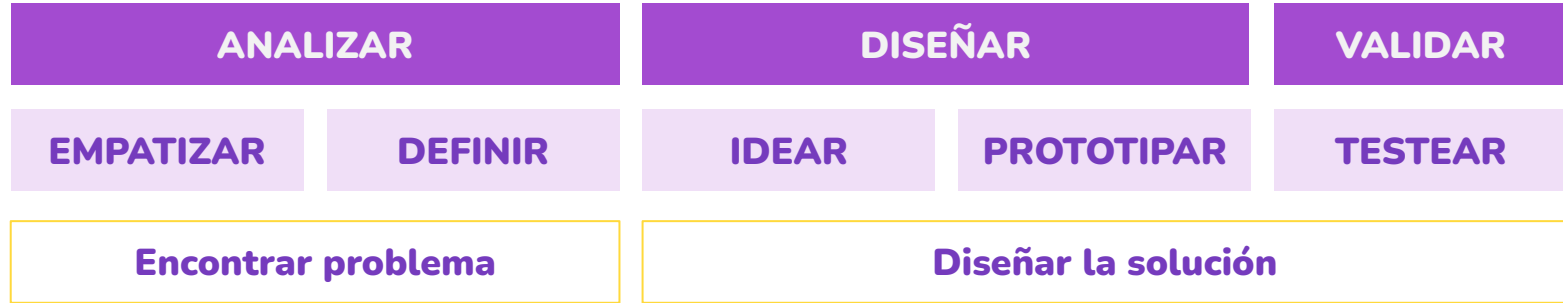 ANALIZAR DISEÑAR VALIDAR
EMPATIZAR DEFINIR IDEAR PROTOTIPAR TESTEAR
Encontrar problema Diseñar la solución